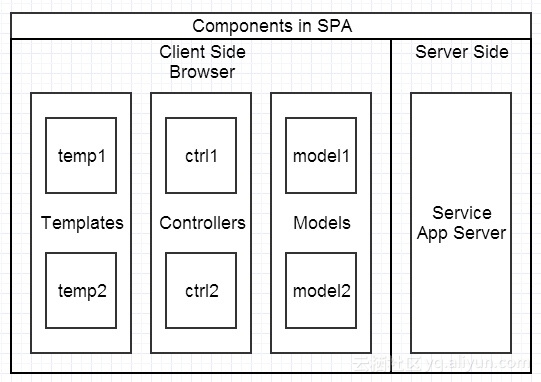 Components in SPA
Client Side
Browser
Server Side
temp1
Templates
temp2
ctrl1
Controllers
ctrl2
model1
Models
model2
Service
App Server
云栖社区 yq.aliyun.com